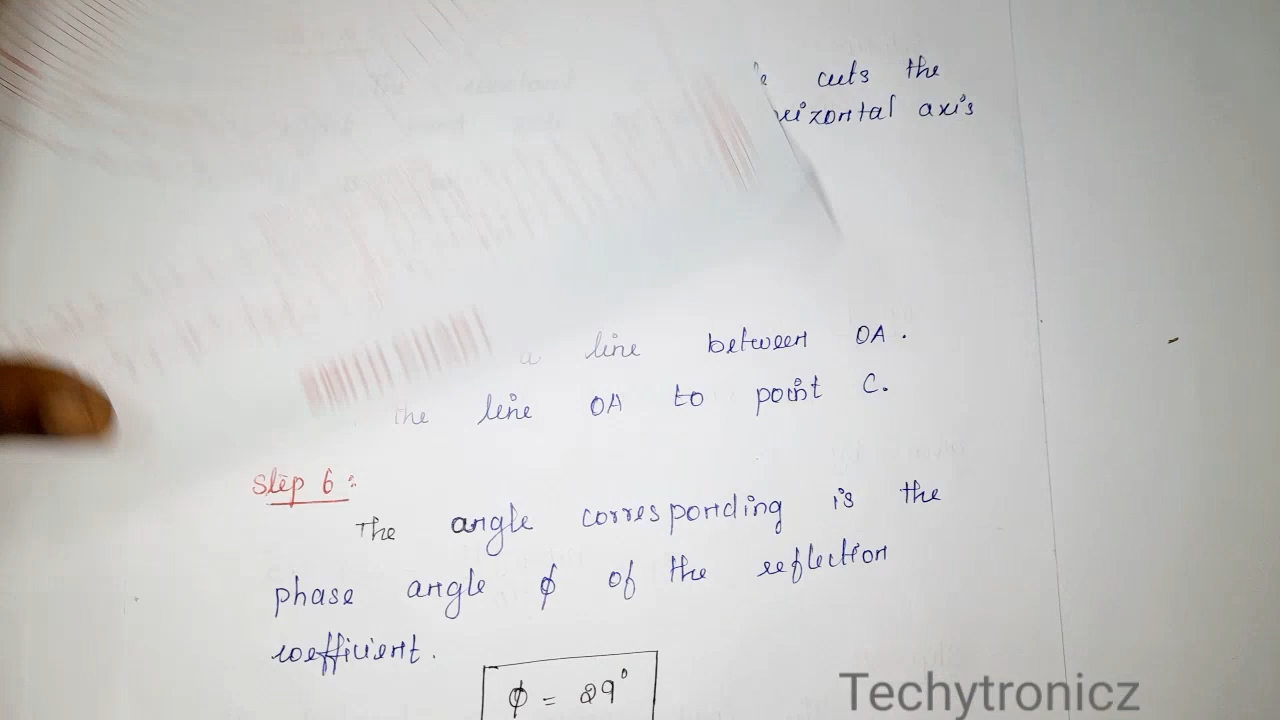 cuts the
axis
a line between OA.
the line OA to point C.
Step 6:
The angle corresponding is the
phase angle ϕ of the reflection
coefficient.
ϕ = 29°
Techytronicz